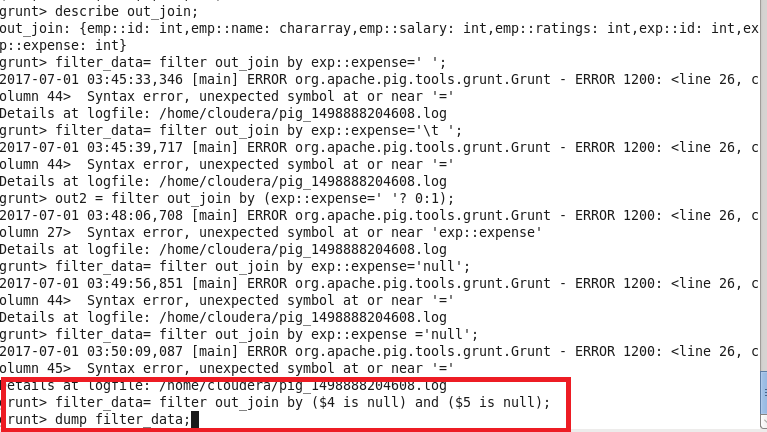 grunt> describe out_join;
out_join: {emp::id: int,emp::name: chararray,emp::salary: int,emp::ratings: int,exp::id: int,ex
p::expense: int}
grunt> filter_data= filter out_join by exp::expense=' ';
2017-07-01 03:45:33,346 [main] ERROR org.apache.pig.tools.grunt.Grunt - ERROR 1200: <line 26, c
olumn 44>  Syntax error, unexpected symbol at or near '='
Details at logfile: /home/cloudera/pig_1498888204608.log
grunt> filter_data= filter out_join by exp::expense='\t ';
2017-07-01 03:45:39,717 [main] ERROR org.apache.pig.tools.grunt.Grunt - ERROR 1200: <line 26, c
olumn 44>  Syntax error, unexpected symbol at or near '='
Details at logfile: /home/cloudera/pig_1498888204608.log
grunt> out2 = filter out_join by (exp::expense=' '? 0:1);
2017-07-01 03:48:06,708 [main] ERROR org.apache.pig.tools.grunt.Grunt - ERROR 1200: <line 26, c
olumn 27>  Syntax error, unexpected symbol at or near 'exp::expense'
Details at logfile: /home/cloudera/pig_1498888204608.log
grunt> filter_data= filter out_join by exp::expense='null';
2017-07-01 03:49:56,851 [main] ERROR org.apache.pig.tools.grunt.Grunt - ERROR 1200: <line 26, c
olumn 44>  Syntax error, unexpected symbol at or near '='
Details at logfile: /home/cloudera/pig_1498888204608.log
grunt> filter_data= filter out_join by exp::expense ='null';
2017-07-01 03:50:09,087 [main] ERROR org.apache.pig.tools.grunt.Grunt - ERROR 1200: <line 26, c
olumn 45>  Syntax error, unexpected symbol at or near '='
Details at logfile: /home/cloudera/pig_1498888204608.log
grunt> filter_data= filter out_join by ($4 is null) and ($5 is null);
grunt> dump filter_data;